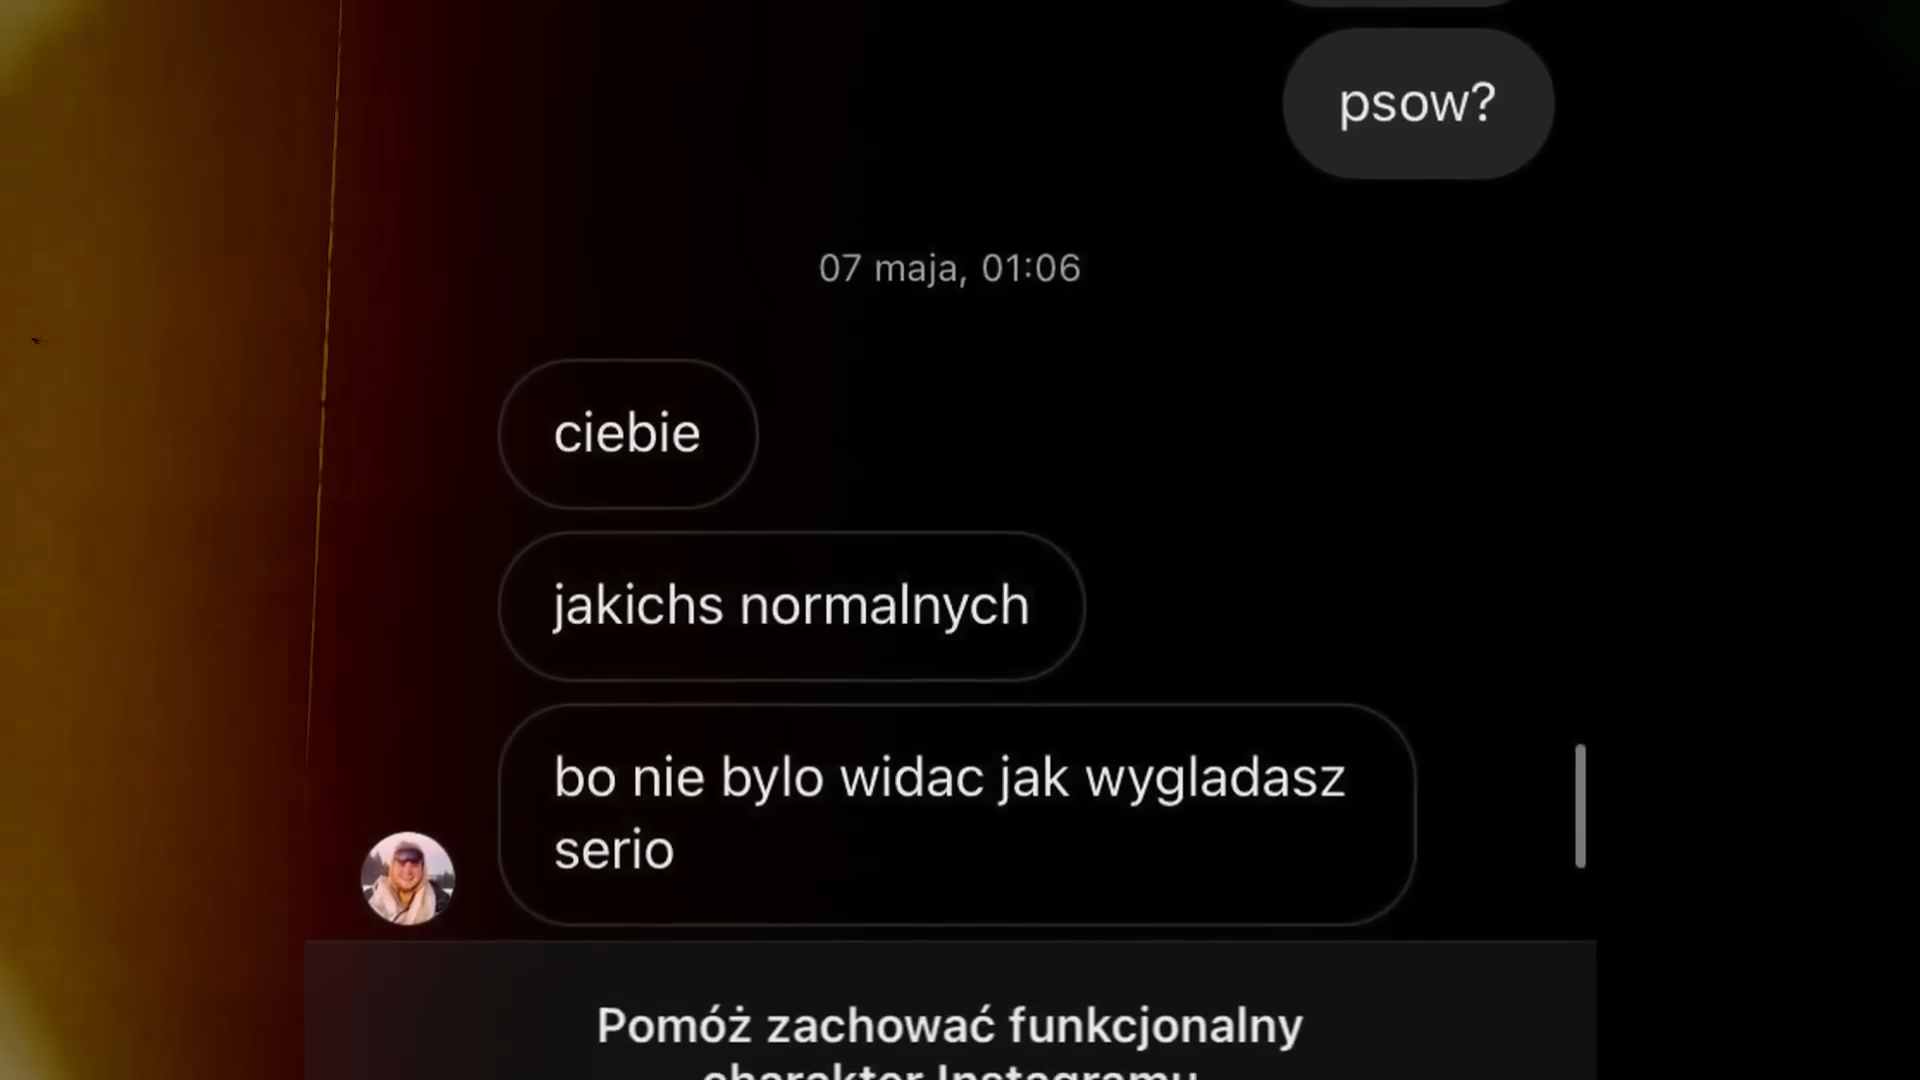 psow?
07 maja, 01:06
ciebie
jakichs normalnych
bo nie bylo widac jak wygladasz
serio
Pomóż zachować funkcjonalny
charakter Instagramu